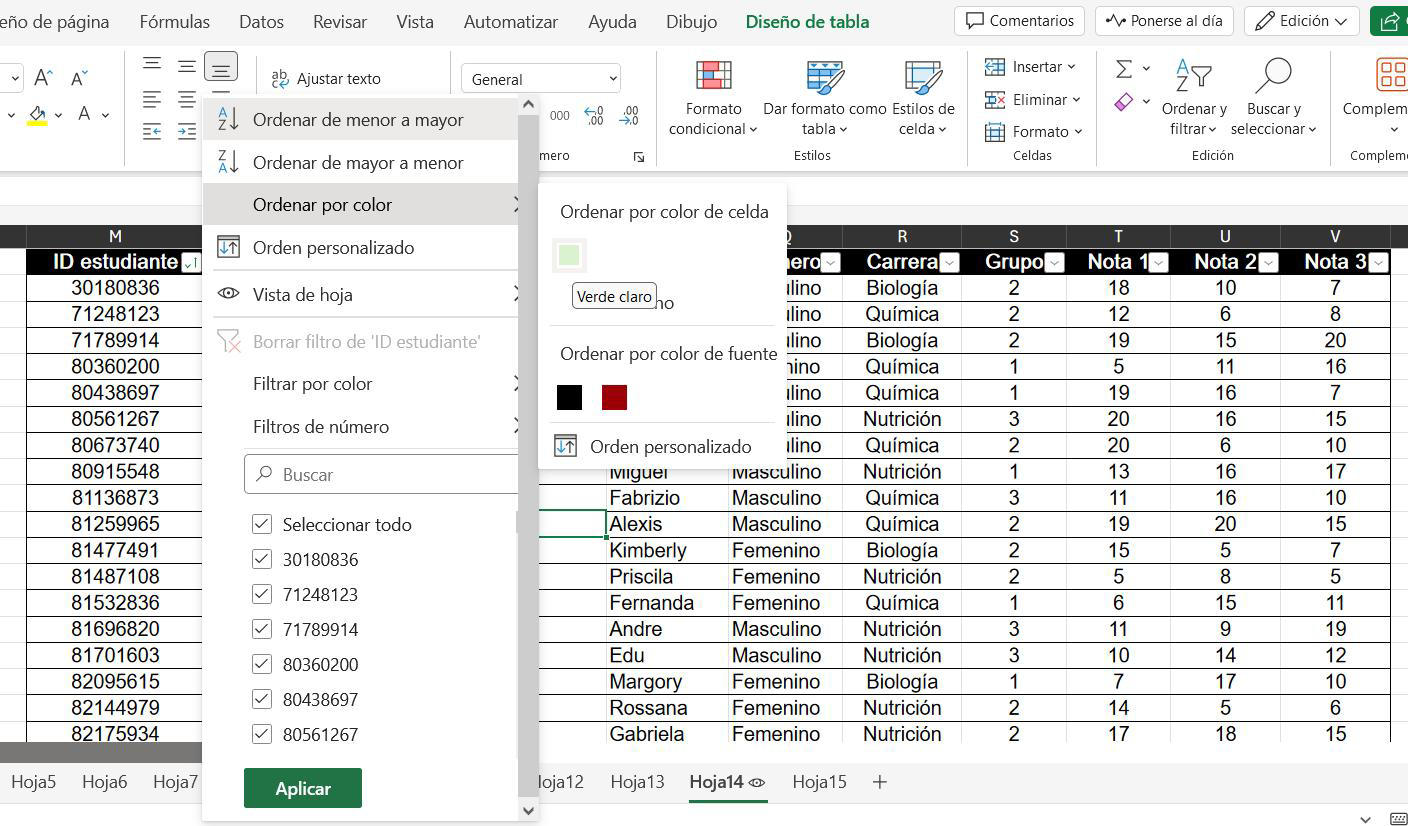 eño de página Fórmulas Datos Revisar Vista Automatizar Ayuda Dibujo Diseño de tabla Comentarios Ponerse al día Edición
Ajustar texto
General
000
Formato condicional
Dar formato como tabla
Estilos de celda
Estilos
Insertar
Eliminar
Formato
Celdas
Ordenar y filtrar
Buscar y seleccionar
Edición
Complem
Complem
mero
Ordenar de menor a mayor
Ordenar de mayor a menor
Ordenar por color
Orden personalizado
Vista de hoja
Borrar filtro de 'ID estudiante'
Filtrar por color
Filtros de número
Buscar
Seleccionar todo
30180836
71248123
71789914
80360200
80438697
80561267
Aplicar
Ordenar por color de celda
Verde claro
no
Ordenar por color de fuente
Orden personalizado
M Q R S T U V
ID estudiante nero Carrera Grupo Nota 1 Nota 2 Nota 3
30180836 ulino Biología 2 18 10 7
71248123 ulino Química 2 12 6 8
71789914 ulino Biología 2 19 15 20
80360200 nino Química 1 5 11 16
80438697 ulino Química 1 19 16 7
80561267 ulino Nutrición 3 20 16 15
80673740 ulino Química 2 20 6 10
80915548 Miguel Masculino Nutrición 1 13 16 17
81136873 Fabrizio Masculino Química 3 11 16 10
81259965 Alexis Masculino Química 2 19 20 15
81477491 Kimberly Femenino Biología 2 15 5 7
81487108 Priscila Femenino Nutrición 2 5 8 5
81532836 Fernanda Femenino Química 1 6 15 11
81696820 Andre Masculino Nutrición 3 11 9 19
81701603 Edu Masculino Nutrición 3 10 14 12
82095615 Margory Femenino Biología 1 7 17 10
82144979 Rossana Femenino Nutrición 2 14 5 6
82175934 Gabriela Femenino Nutrición 2 17 18 15
Hoja5 Hoja6 Hoja7 Hoja12 Hoja13 Hoja14 Hoja15